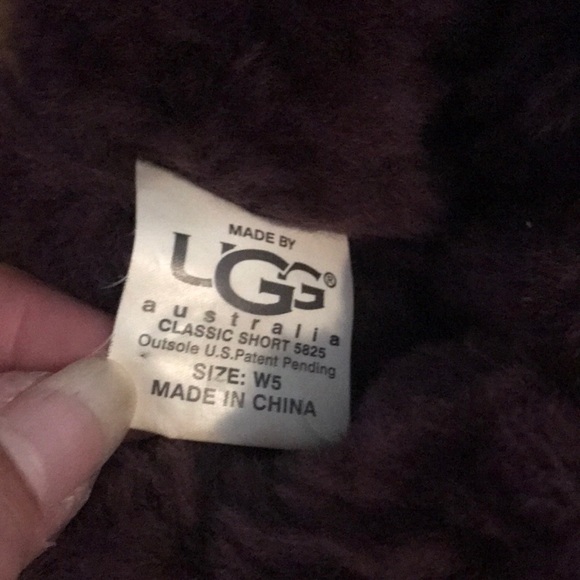 MADE BY
UGG®
australia
CLASSIC SHORT 5825
Outsole U.S.Patent Pending
SIZE: W5
MADE IN CHINA